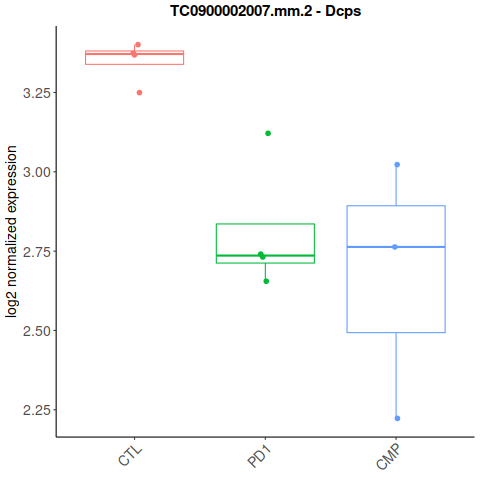 TC0900002007.mm.2 - Dcps
log2 normalized expression
3.25
3.00
2.75
2.50
2.25
CTL
PD1
CMP